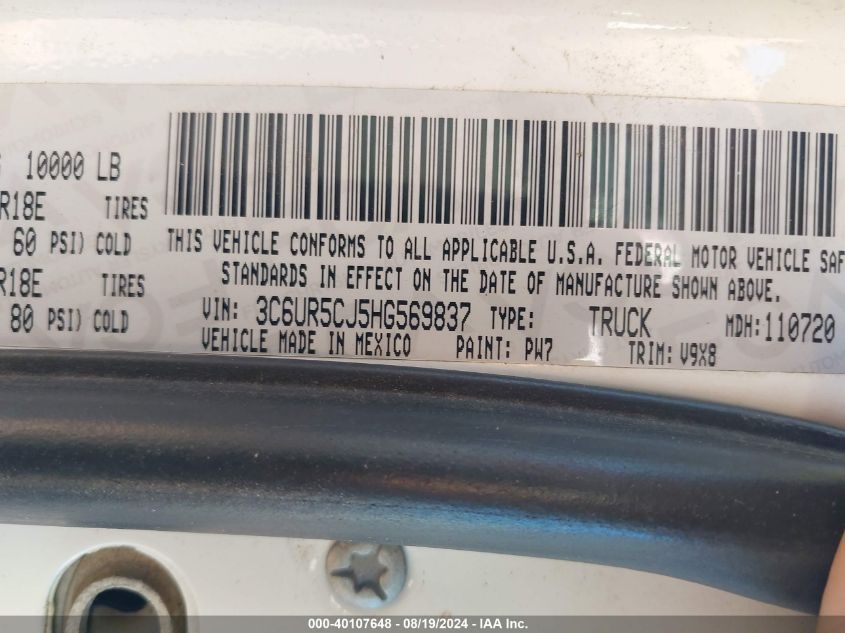 10000 LB
R18E TIRES
60 PSI) COLD
R18E TIRES
80 PSI) COLD
THIS VEHICLE CONFORMS TO ALL APPLICABLE U.S.A. FEDERAL MOTOR VEHICLE SAF
STANDARDS IN EFFECT ON THE DATE OF MANUFACTURE SHOWN ABOVE.
VIN: 3C6UR5CJ5HG569837 TYPE: TRUCK MDH: 110720
VEHICLE MADE IN MEXICO PAINT: PW7 TRIM: V9X8
000-40107648 - 08/19/2024 - IAA Inc.